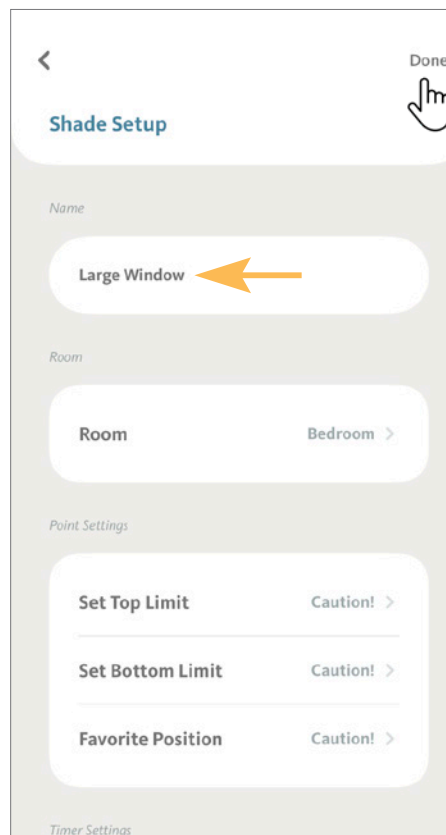 Done
Shade Setup
Name
Large Window
Room
Room Bedroom
Point Settings
Set Top Limit Caution!
Set Bottom Limit Caution!
Favorite Position Caution!
Timer Settings